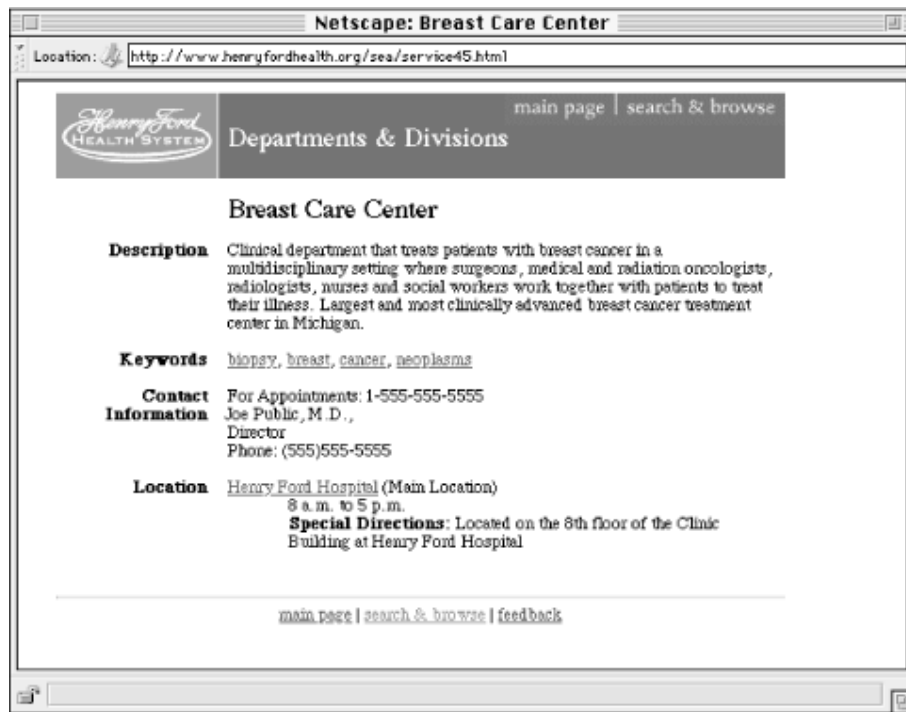 Netscape: Breast Care Center
Location: http://www.henryfordhealth.org/sea/service45.html
Henry Ford
HEALTH SYSTEM
main page | search & browse
Departments & Divisions
Breast Care Center
Description Clinical department that treats patients with breast cancer in a
multidisciplinary setting where surgeons, medical and radiation oncologists,
radiologists, nurses and social workers work together with patients to treat
their illness. Largest and most clinically advanced breast cancer treatment
center in Michigan.
Keywords biopsy, breast, cancer, neoplasms
Contact For Appointments: 1-555-555-5555
Information Joe Public, M.D.,
Director
Phone: (555)555-5555
Location Henry Ford Hospital (Main Location)
8 a.m. to 5 p.m.
Special Directions: Located on the 8th floor of the Clinic
Building at Henry Ford Hospital
main page | search & browse | feedback